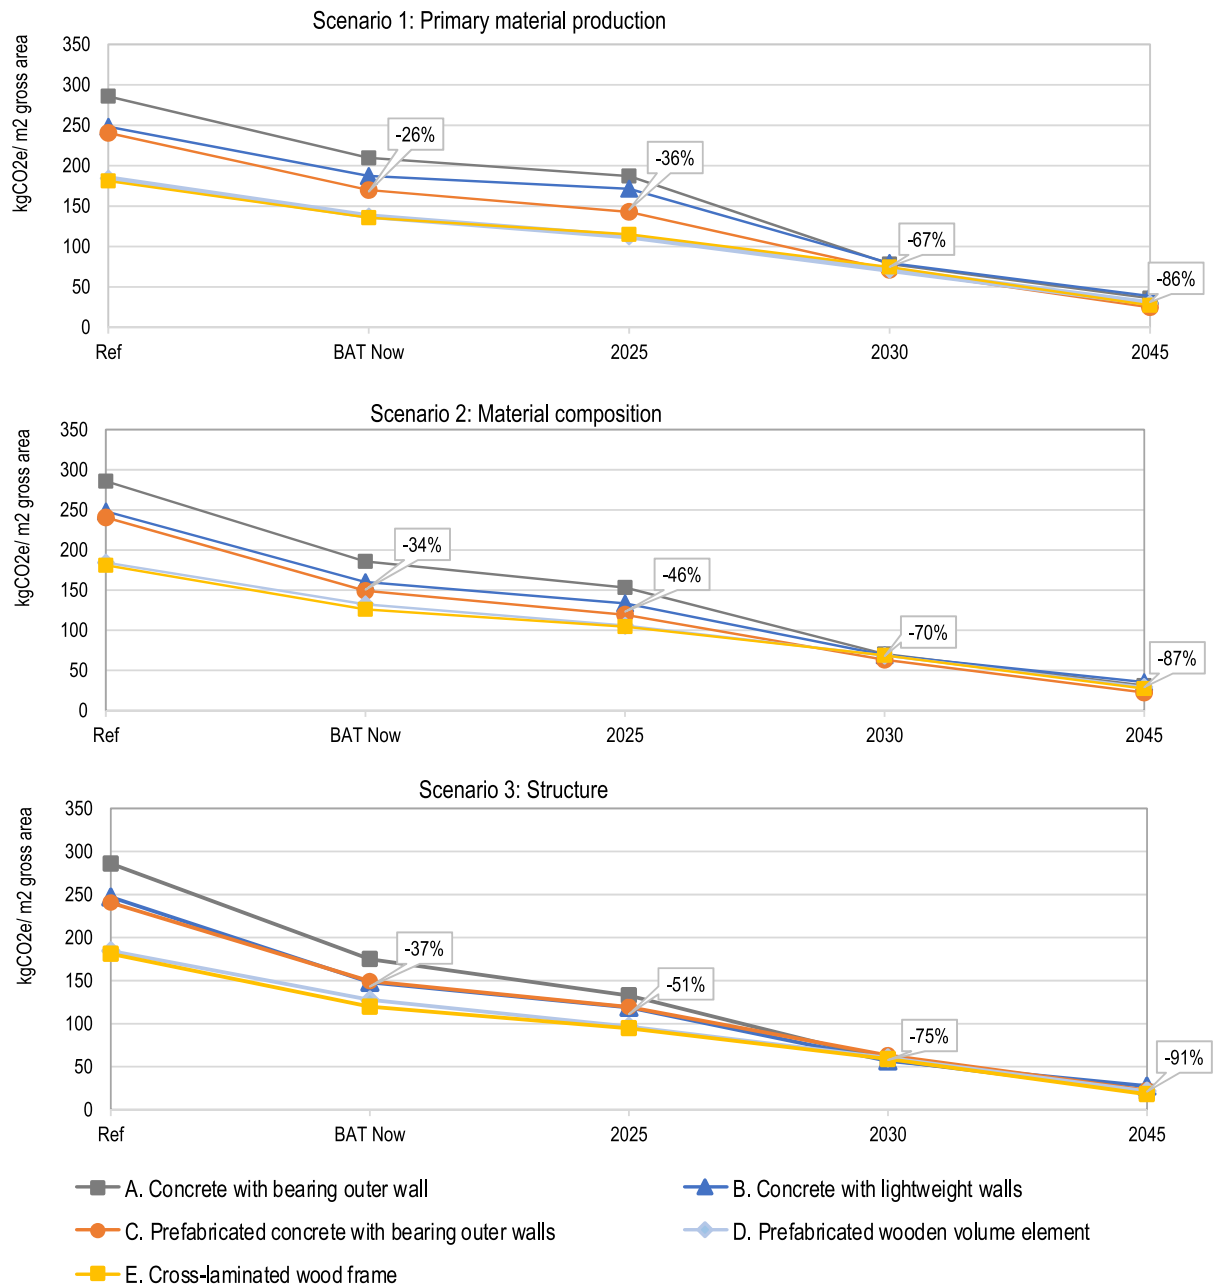 Scenario 1: Primary material production
kgCO2e/ m2 gross area
350
300
250
200
150
100
50
0
-26%
-36%
-67%
-86%
Ref BAT Now 2025 2030 2045
Scenario 2: Material composition
kgCO2e/ m2 gross area
350
300
250
200
150
100
50
0
-34%
-46%
-70%
-87%
Ref BAT Now 2025 2030 2045
Scenario 3: Structure
kgCO2e/ m2 gross area
350
300
250
200
150
100
50
0
-37%
-51%
-75%
-91%
Ref BAT Now 2025 2030 2045
A. Concrete with bearing outer wall
B. Concrete with lightweight walls
C. Prefabricated concrete with bearing outer walls
D. Prefabricated wooden volume element
E. Cross-laminated wood frame